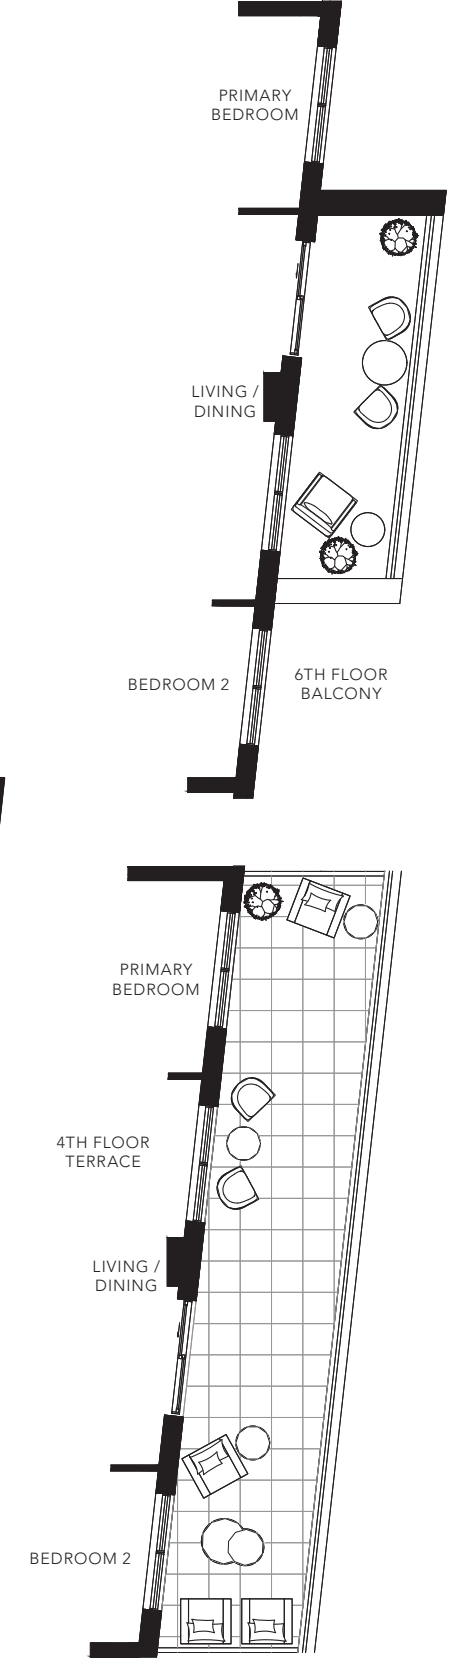 PRIMARY
BEDROOM
LIVING /
DINING
BEDROOM 2
6TH FLOOR
BALCONY
PRIMARY
BEDROOM
4TH FLOOR
TERRACE
LIVING /
DINING
BEDROOM 2